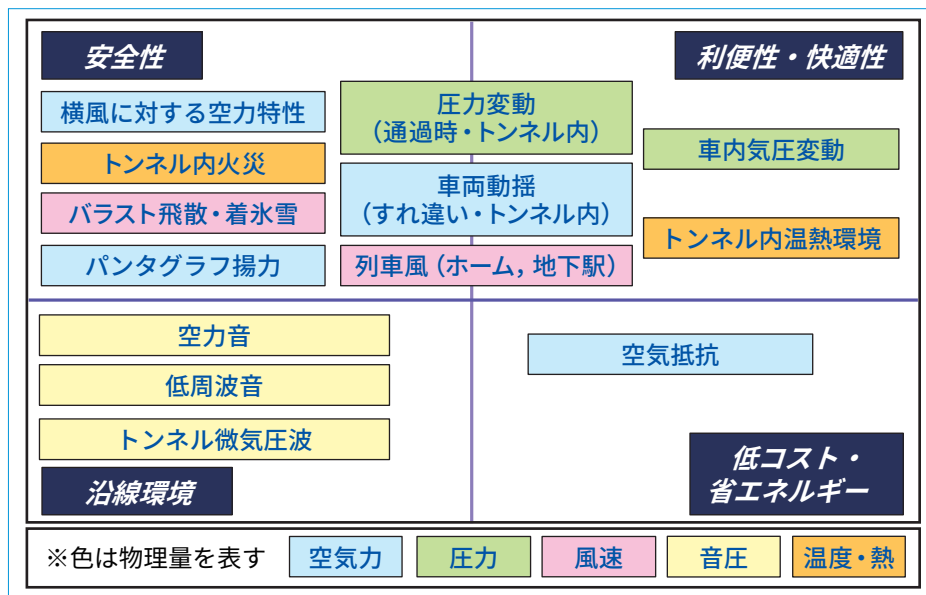 安全性
横風に対する空力特性
トンネル内火災
バラスト飛散・着氷雪
パンタグラフ揚力
圧力変動
（通過時・トンネル内）
車両動揺
（すれ違い・トンネル内）
列車風（ホーム，地下駅）
利便性・快適性
車内気圧変動
トンネル内温熱環境
空力音
低周波音
トンネル微気圧波
沿線環境
空気抵抗
低コスト・
省エネルギー
※色は物理量を表す
空気力
圧力
風速
音圧
温度・熱